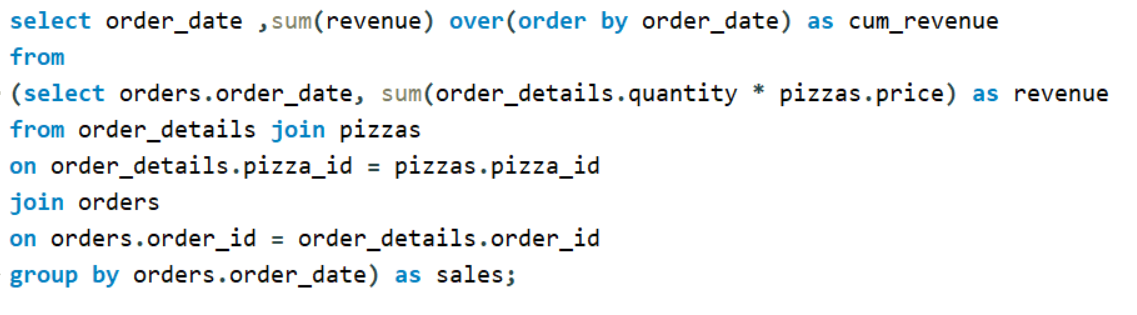 select order_date ,sum(revenue) over(order by order_date) as cum_revenue
from
(select orders.order_date, sum(order_details.quantity * pizzas.price) as revenue
from order_details join pizzas
on order_details.pizza_id = pizzas.pizza_id
join orders
on orders.order_id = order_details.order_id
group by orders.order_date) as sales;